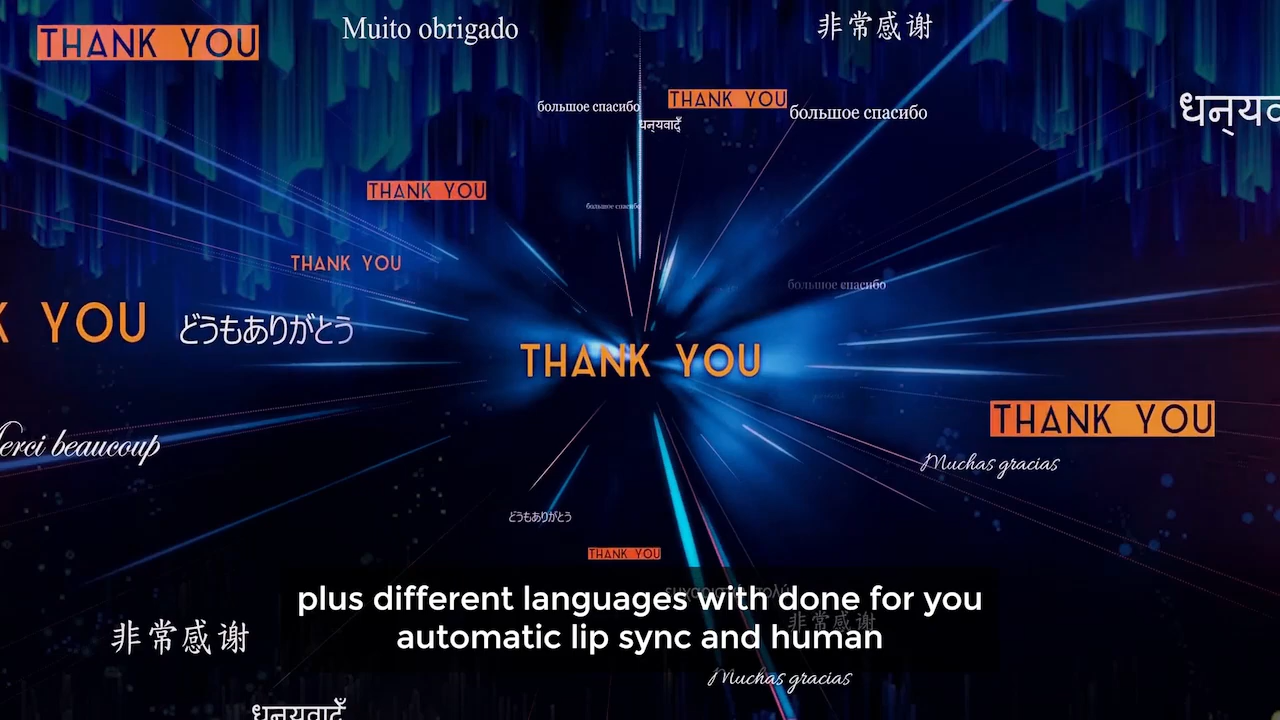 THANK YOU
Muito obrigado
非常感谢
THANK YOU
большое спасибо
большое спасибо
धन्यवादँ
THANK YOU
большое спасибо
THANK YOU
большое спасибо
YOU
どうもありがとう
THANK YOU
THANK YOU
beaucoup
Muchas gracias
どうもありがとう
THANK YOU
plus different languages with done for you
automatic lip sync and human
非常感谢
非常感谢
Muchas gracias
धन्यवादँ